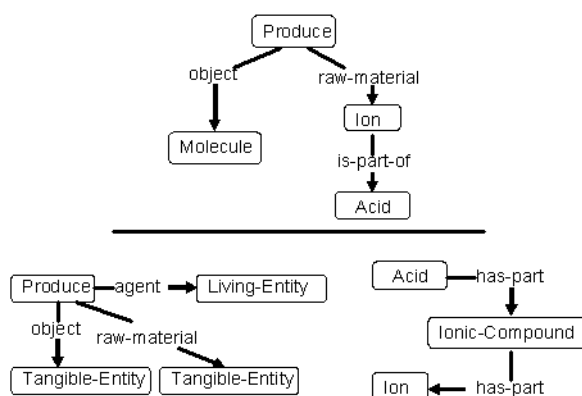 Produce
object
raw-material
Molecule
Ion
is-part-of
Acid
Produce agent Living-Entity
object
raw-material
Tangible-Entity Tangible-Entity
Acid has-part
Ionic-Compound
Ion has-part